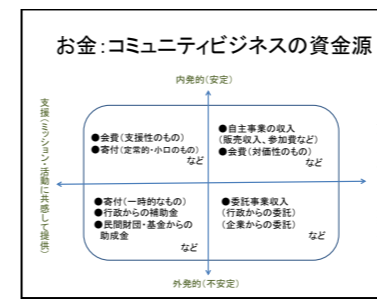 お金:コミュニティビジネスの資金源
内発的(安定)
支援(ミッション・活動に共感して提供)
●会費(支援性のもの)
●寄付(定常的・小口のもの)
など
●自主事業の収入
(販売収入、参加費など)
●会費(対価性のもの)
など
●寄付(一時的なもの)
●行政からの補助金
●民間財団・基金からの
助成金
など
●委託事業収入
(行政からの委託)
(企業からの委託)
など
外発的(不安定)